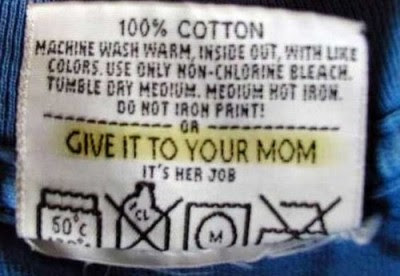 100% COTTON
MACHINE WASH WARM, INSIDE OUT, WITH LIKE
COLORS. USE ONLY NON-CHLORINE BLEACH.
TUMBLE DRY MEDIUM. MEDIUM HOT IRON.
DO NOT IRON PRINT!
OR
GIVE IT TO YOUR MOM
IT'S HER JOB
60°C
CL
M